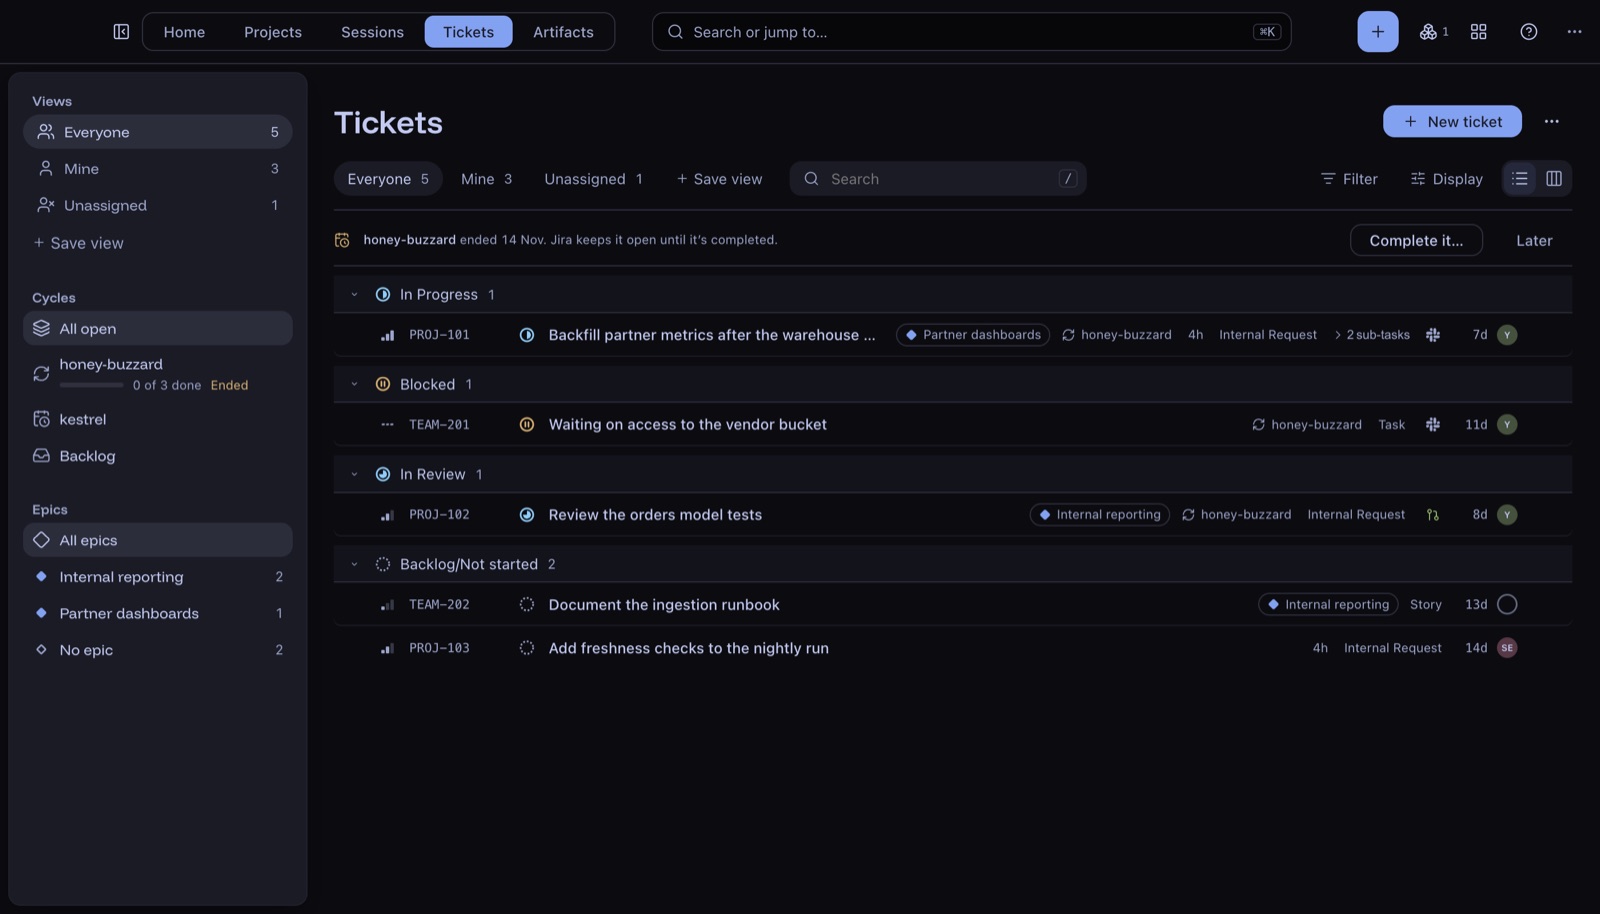 Home Projects Sessions Tickets Artifacts Search or jump to... ⌘K 1
Views
Everyone 5
Mine 3
Unassigned 1
+ Save view
Cycles
All open
honey-buzzard
0 of 3 done Ended
kestrel
Backlog
Epics
All epics
Internal reporting 2
Partner dashboards 1
No epic 2
Tickets
+ New ticket
Everyone 5 Mine 3 Unassigned 1 + Save view Search / Filter Display
honey-buzzard ended 14 Nov. Jira keeps it open until it's completed. Complete it... Later
In Progress 1
PROJ-101 Backfill partner metrics after the warehouse ... Partner dashboards honey-buzzard 4h Internal Request > 2 sub-tasks 7d Y
Blocked 1
TEAM-201 Waiting on access to the vendor bucket honey-buzzard Task 11d Y
In Review 1
PROJ-102 Review the orders model tests Internal reporting honey-buzzard Internal Request 8d Y
Backlog/Not started 2
TEAM-202 Document the ingestion runbook Internal reporting Story 13d
PROJ-103 Add freshness checks to the nightly run 4h Internal Request 14d SE